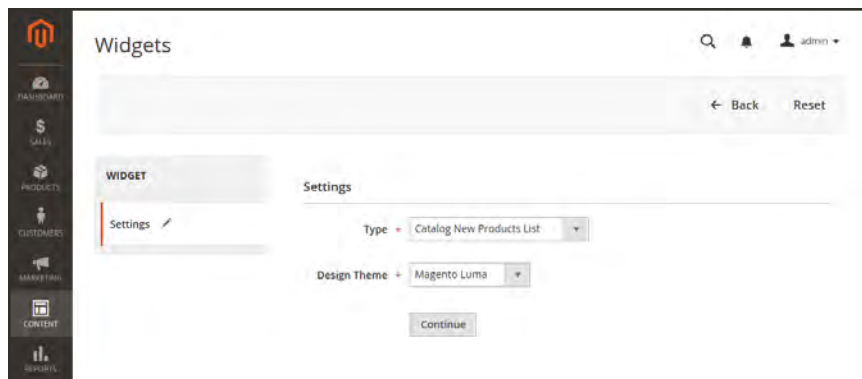 Widgets
admin
DASHBOARD
← Back Reset
SALES
WIDGET
PRODUCTS
Settings
Settings
Type * Catalog New Products List
CUSTOMERS
MARKETING
Design Theme * Magento Luma
CONTENT
Continue
REPORTS